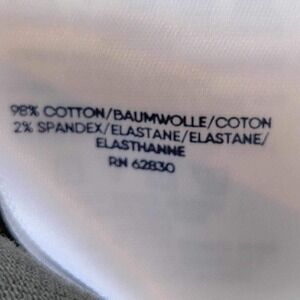 98% COTTON/BAUMWOLLE/COTON
2% SPANDEX/ELASTANE/ELASTANE/
ELASTHANNE
RN 62830